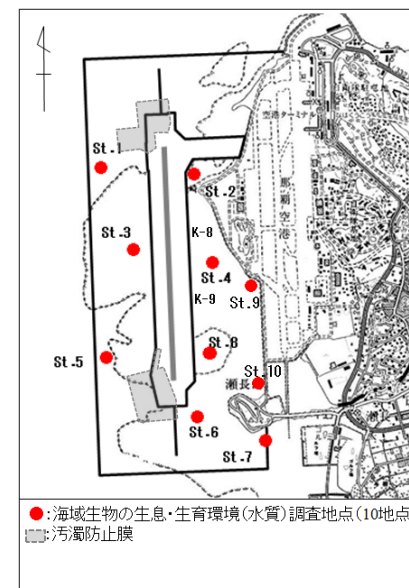 空港ターミナル
St.1
St.2
那覇空港
St.3
K-8
St.4
K-9
St.9
St.5
St.8
St.10
瀬長
St.6
瀬長
St.7
●:海域生物の生息・生育環境(水質)調査地点(10地点
:汚濁防止膜